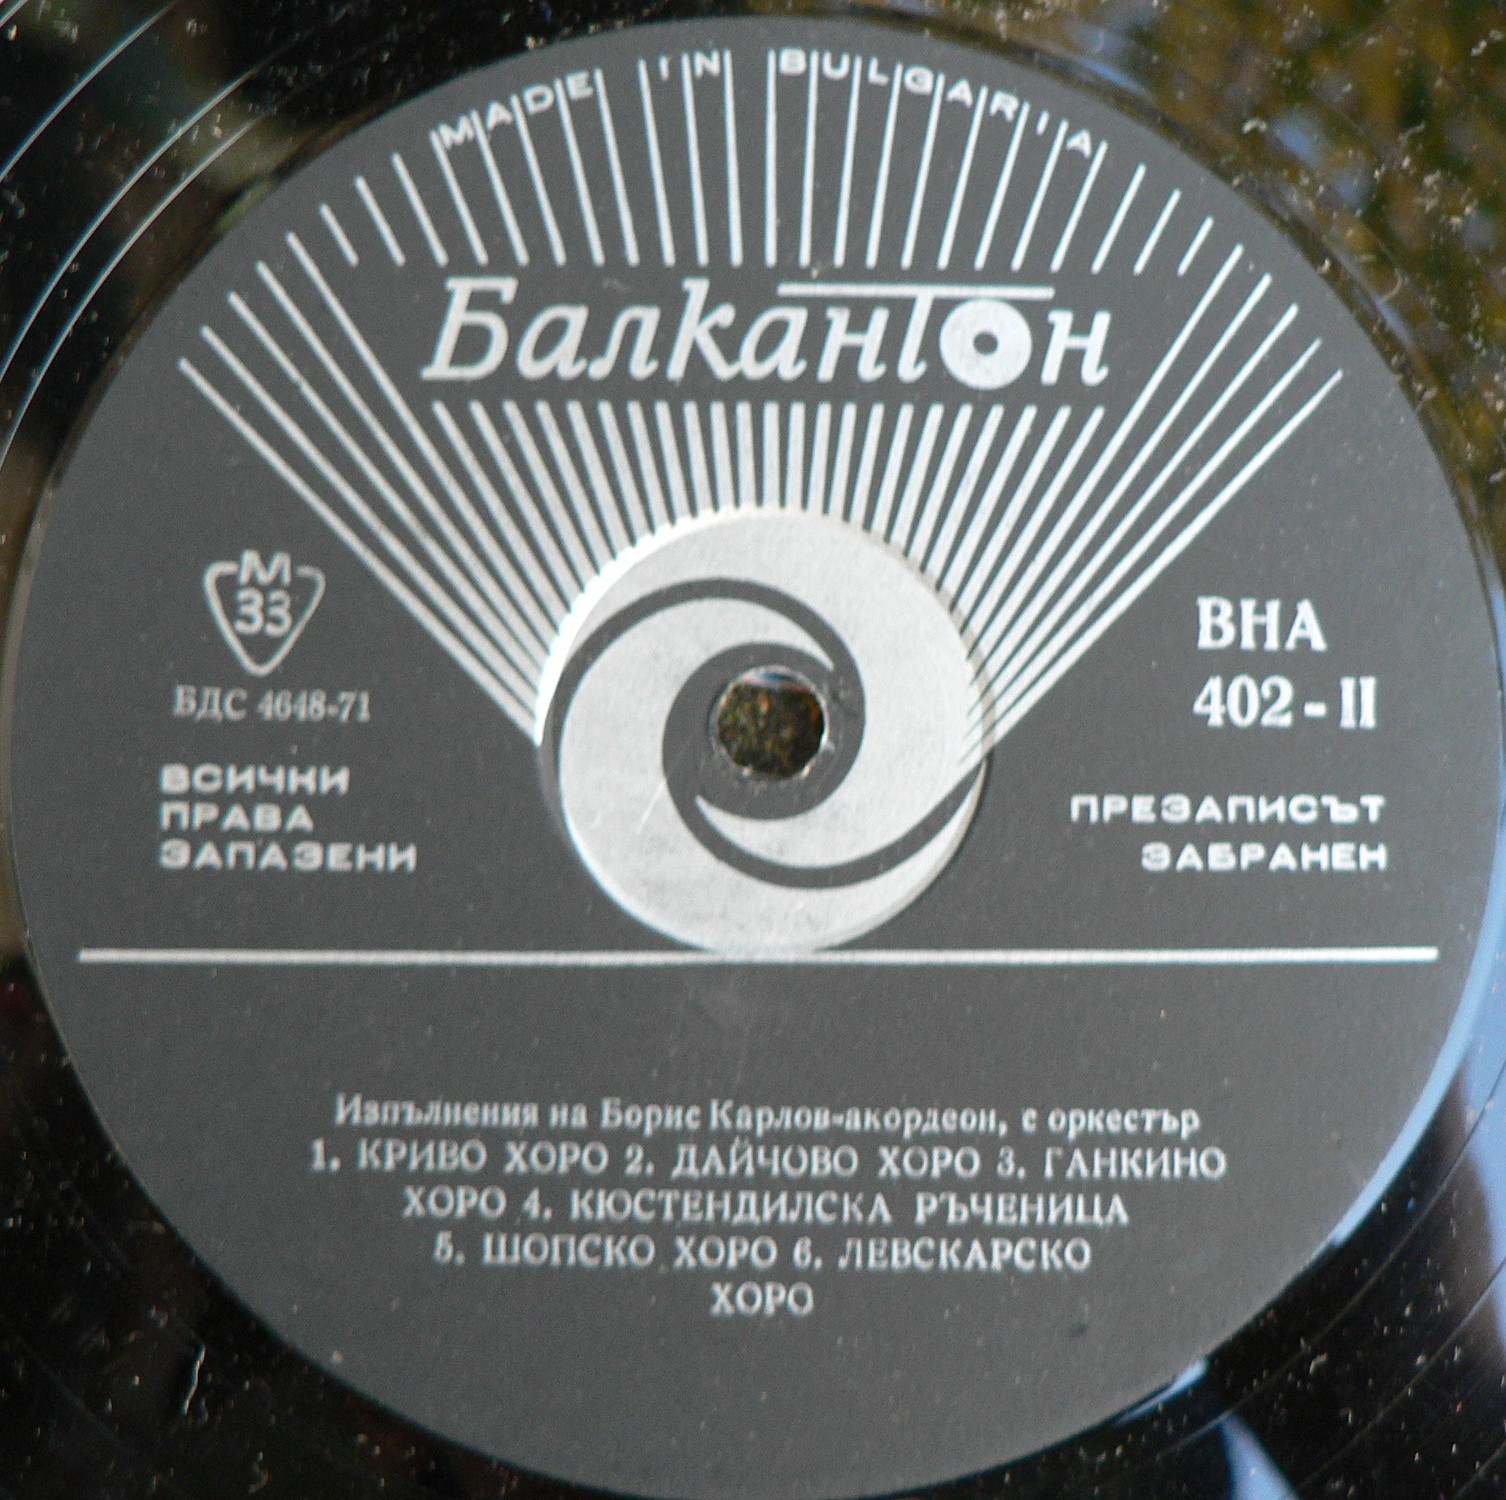 MADE IN BULGARIA
Балкантон
М
33
БДС 4648-71
ВСИЧКИ
ПРАВА
ЗАПАЗЕНИ
ВНА
402 - II
ПРЕЗАПИСЪТ
ЗАБРАНЕН
Изпълнения на Борис Карлов-акордеон, с оркестър
1. КРИВО ХОРО 2. ДАЙЧОВО ХОРО 3. ГАНКИНО
ХОРО 4. КЮСТЕНДИЛСКА РЪЧЕНИЦА
5. ШОПСКО ХОРО 6. ЛЕВСКАРСКО
ХОРО